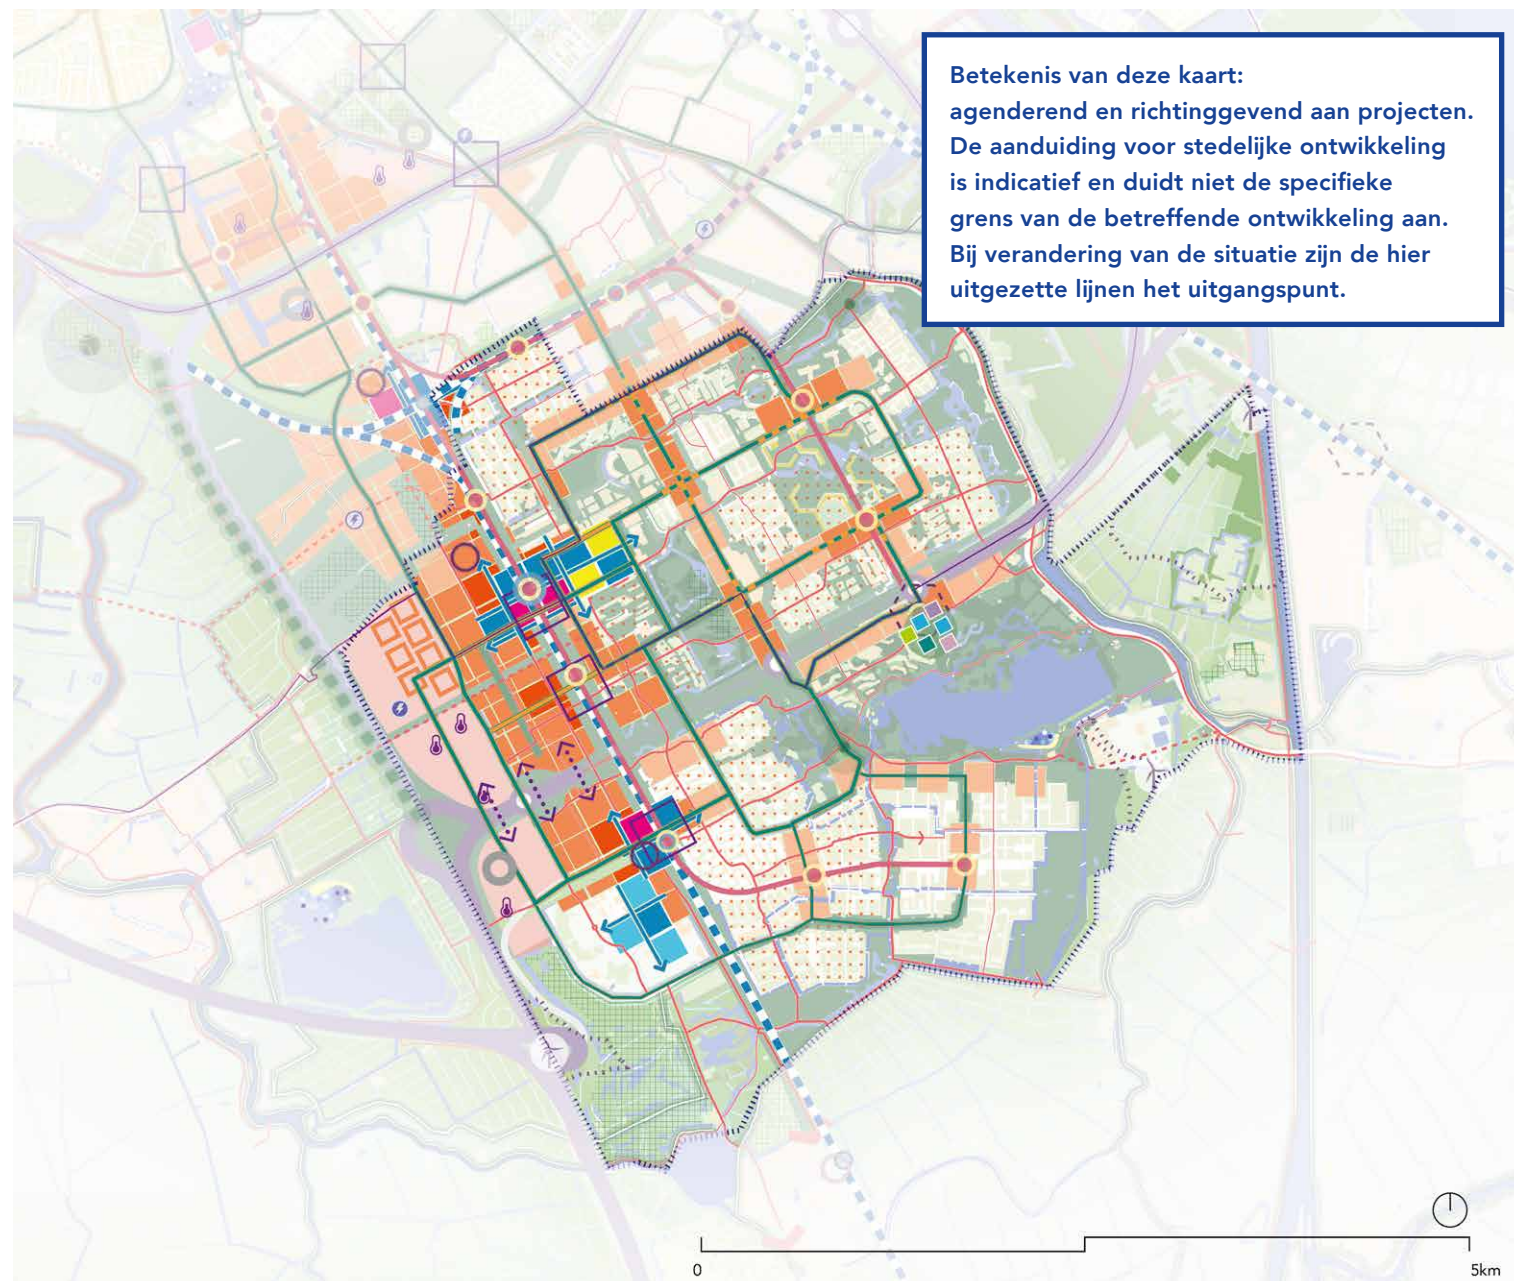 Betekenis van deze kaart:
agenderend en richtinggevend aan projecten.
De aanduiding voor stedelijke ontwikkeling
is indicatief en duidt niet de specifieke
grens van de betreffende ontwikkeling aan.
Bij verandering van de situatie zijn de hier
uitgezette lijnen het uitgangspunt.
0 5km